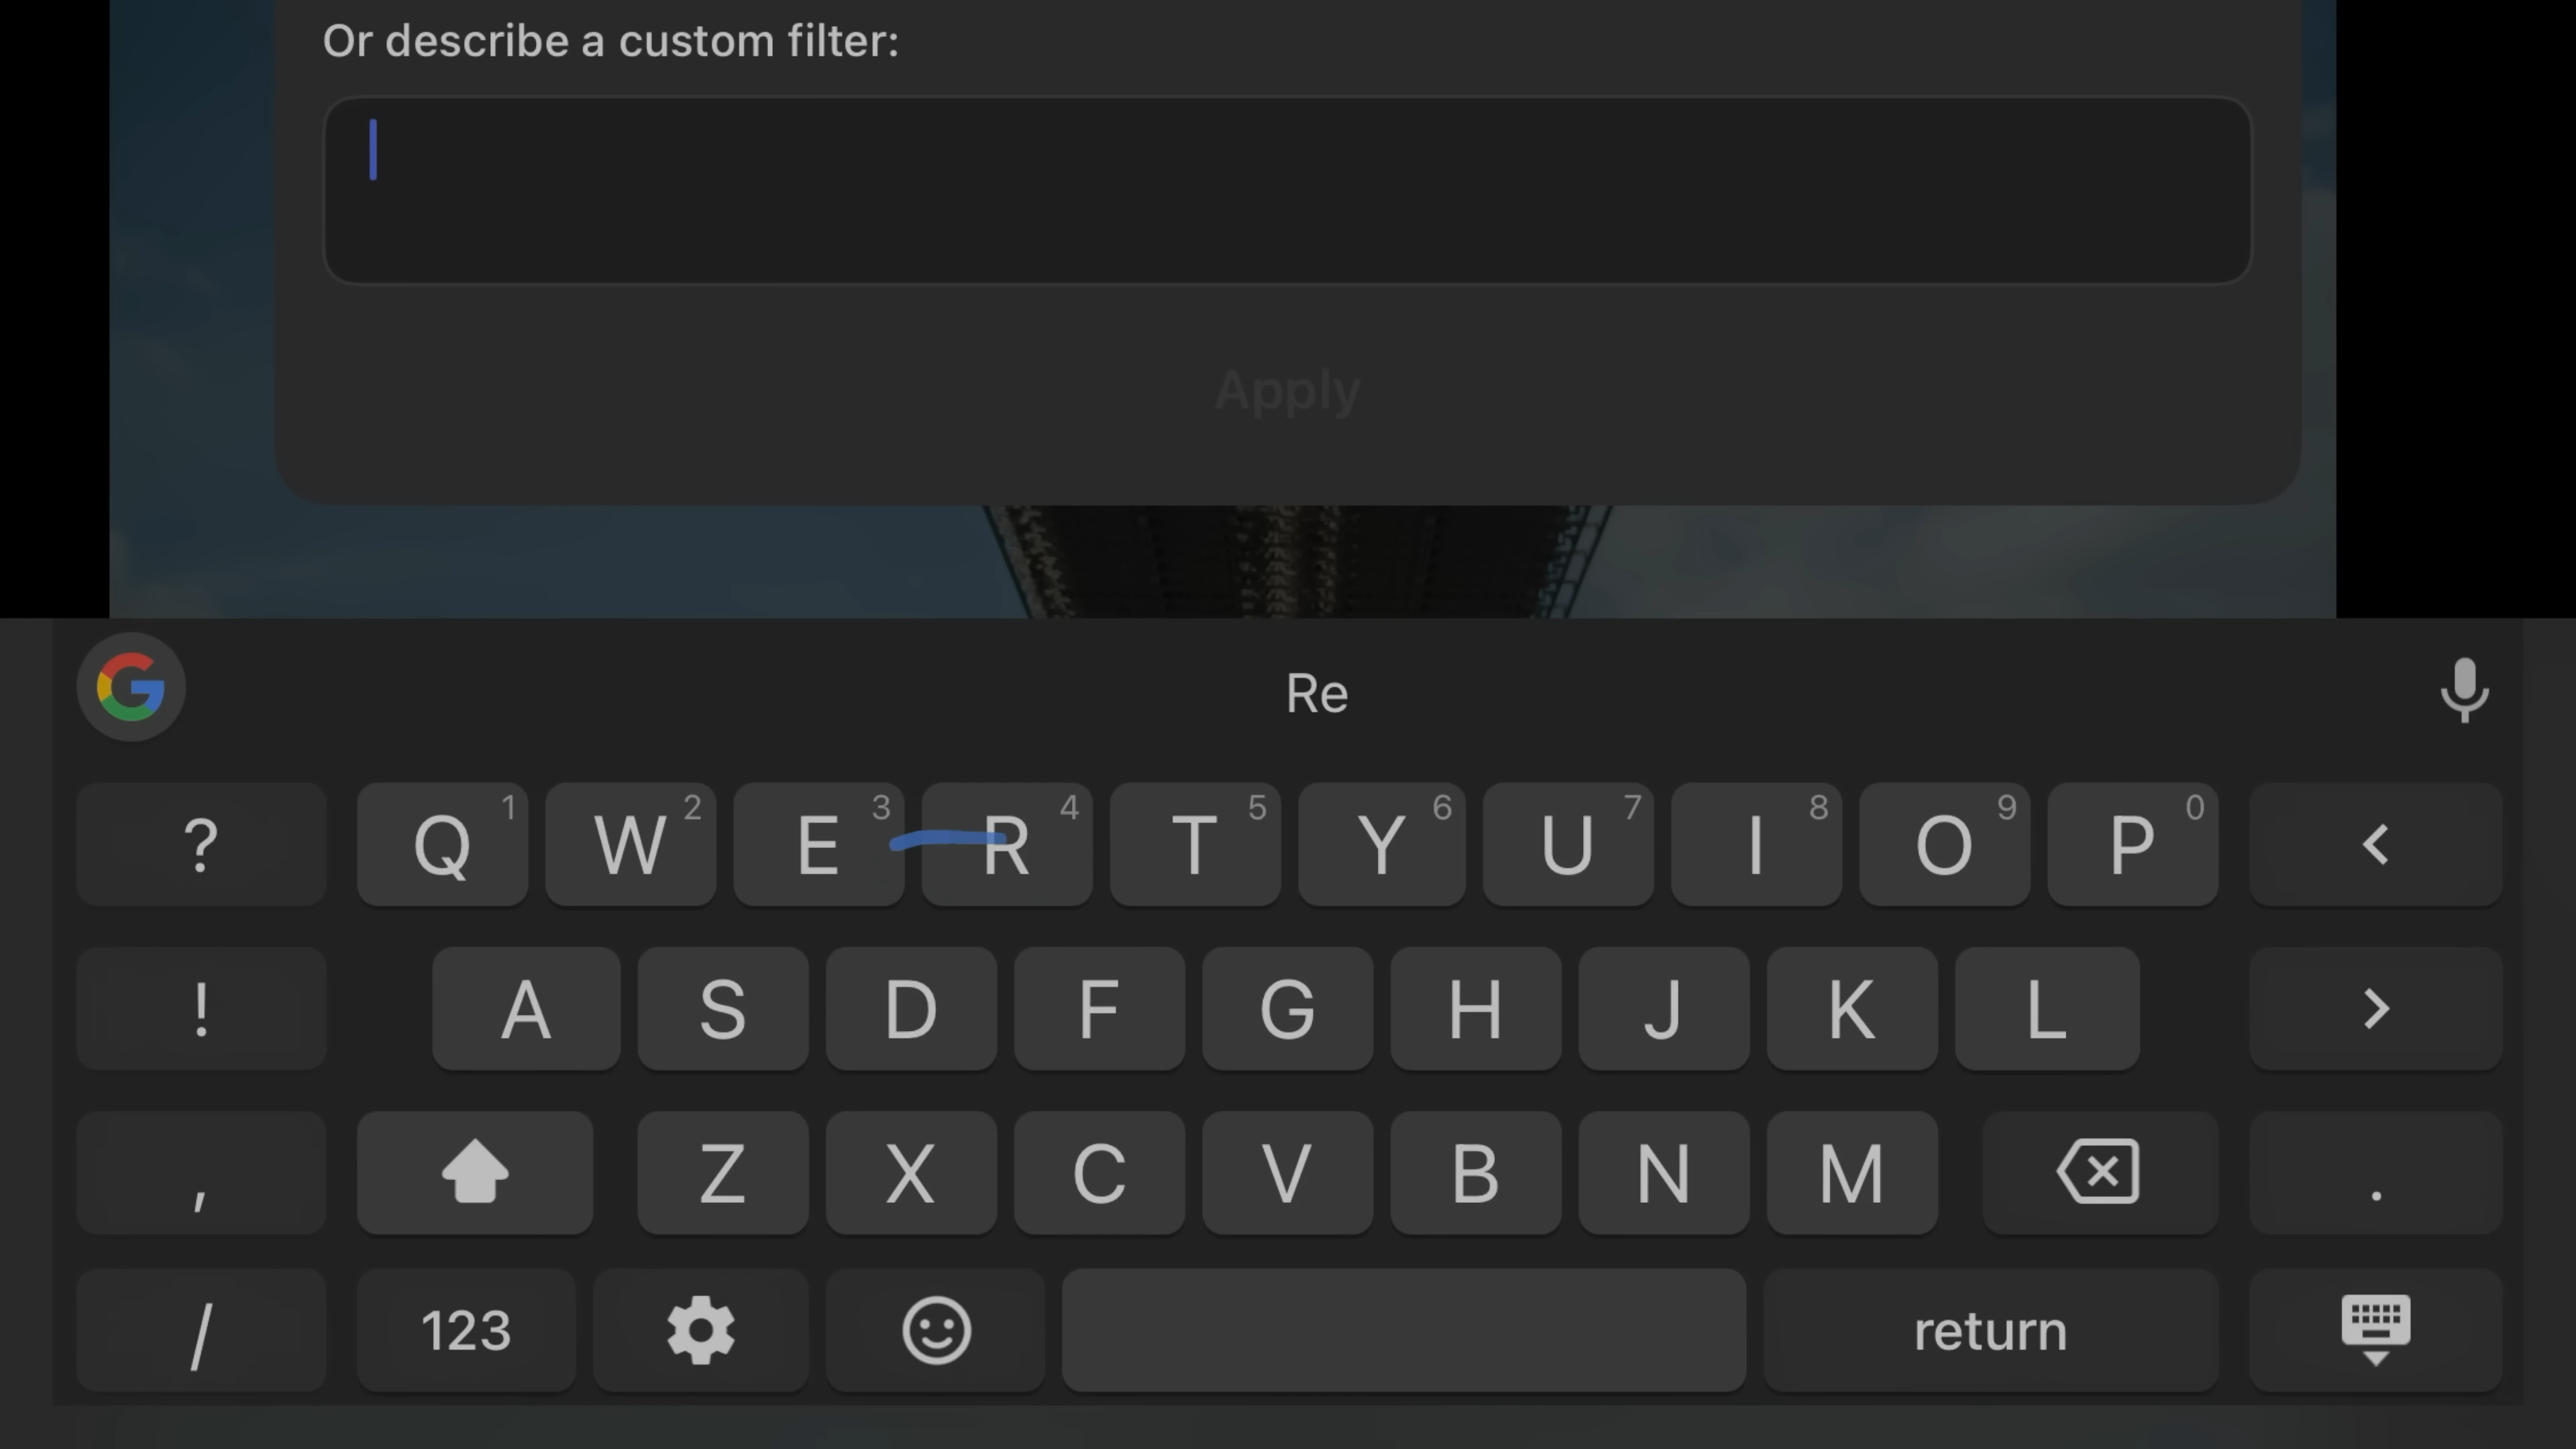 Or describe a custom filter:
Apply
Re
? Q 1 W 2 E 3 R 4 T 5 Y 6 U 7 I 8 O 9 P 0 <
! A S D F G H J K L >
, Z X C V B N M .
/ 123 return